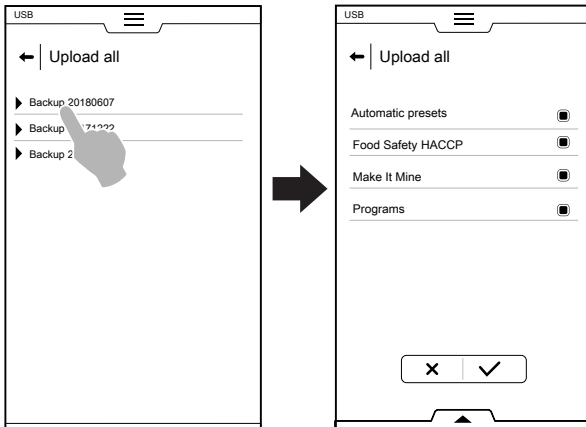 USB
Upload all
Backup 20180607
Backup 71222
Backup 2
USB
Upload all
Automatic presets
Food Safety HACCP
Make It Mine
Programs